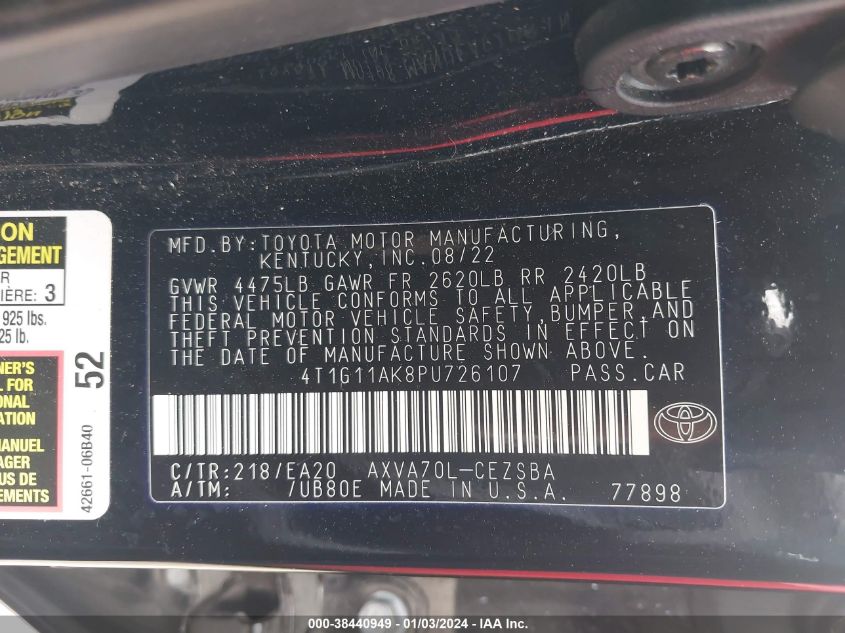 ON
GEMENT
R
IÈRE: 3
925 lbs.
25 lb.
NER'S
L FOR
ONAL
ATION
MANUEL
AGER
US
ES
52
42661-06B40
MFD.BY:TOYOTA MOTOR MANUFACTURING,
KENTUCKY,INC.08/22
GVWR 4475LB GAWR FR 2620LB RR 2420LB
THIS VEHICLE CONFORMS TO ALL APPLICABLE
FEDERAL MOTOR VEHICLE SAFETY,BUMPER,AND
THEFT PREVENTION STANDARDS IN EFFECT ON
THE DATE OF MANUFACTURE SHOWN ABOVE.
4T1G11AK8PU726107 PASS.CAR
C/TR:218/EA20 AXVA70L-CEZSBA
A/TM: /UB80E MADE IN U.S.A. 77898
000-38440949 - 01/03/2024 - IAA Inc.